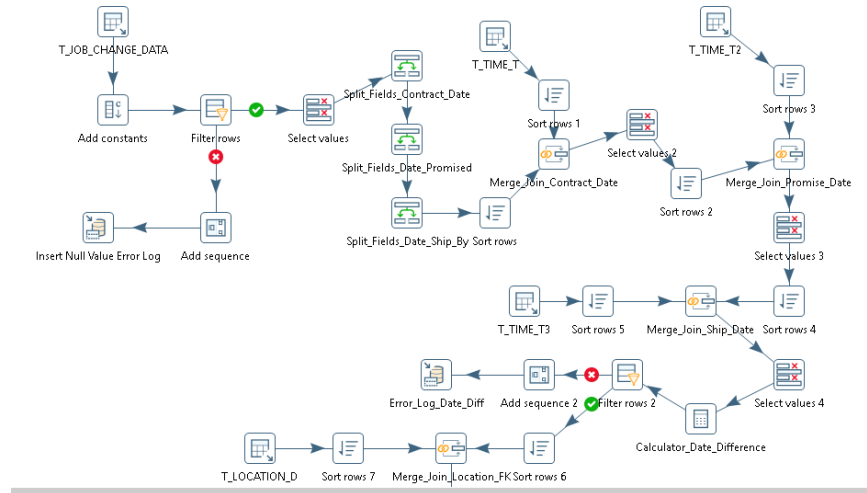 T_JOB_CHANGE_DATA
T_TIME_T
T_TIME_T2
Split_Fields_Contract_Date
Sort rows 1
Sort rows 3
Add constants
Filter rows
Select values
Select values 2
Split_Fields_Date_Promised
Merge_Join_Contract_Date
Merge_Join_Promise_Date
Sort rows 2
Split_Fields_Date_Ship_By
Sort rows
Insert Null Value Error Log
Add sequence
Select values 3
T_TIME_T3
Sort rows 5
Merge_Join_Ship_Date
Sort rows 4
Error_Log_Date_Diff
Add sequence 2
Filter rows 2
Select values 4
Calculator_Date_Difference
T_LOCATION_D
Sort rows 7
Merge_Join_Location_FK
Sort rows 6